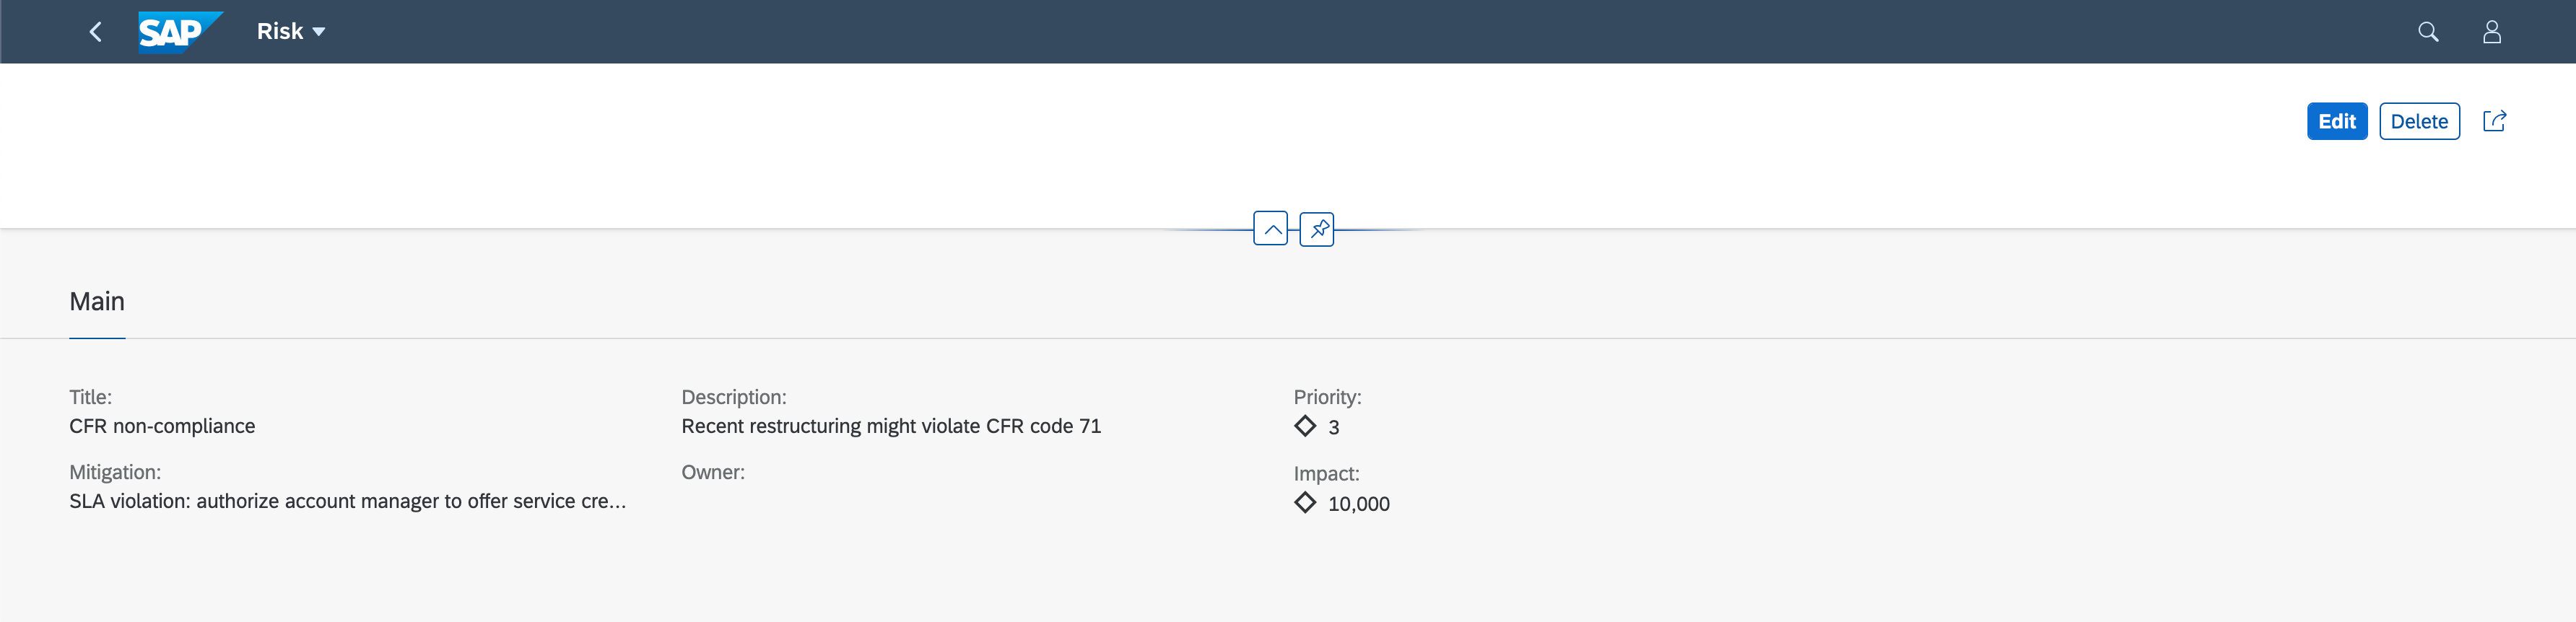 SAP Risk
Edit Delete
Main
Title:
CFR non-compliance
Description:
Recent restructuring might violate CFR code 71
Priority:
3
Mitigation:
SLA violation: authorize account manager to offer service cre...
Owner:
Impact:
10,000